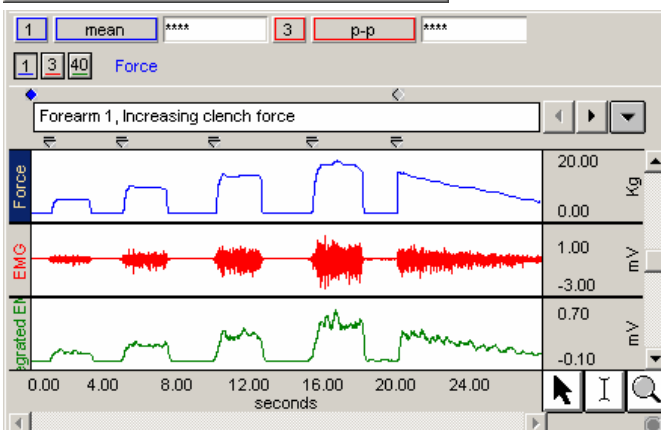 1 mean **** 3 p-p ****
1 3 40 Force
Forearm 1, Increasing clench force
Force
20.00
0.00
Kg
EMG
1.00
-3.00
mV
egrated EM
0.70
-0.10
mV
0.00 4.00 8.00 12.00 16.00 20.00 24.00
seconds